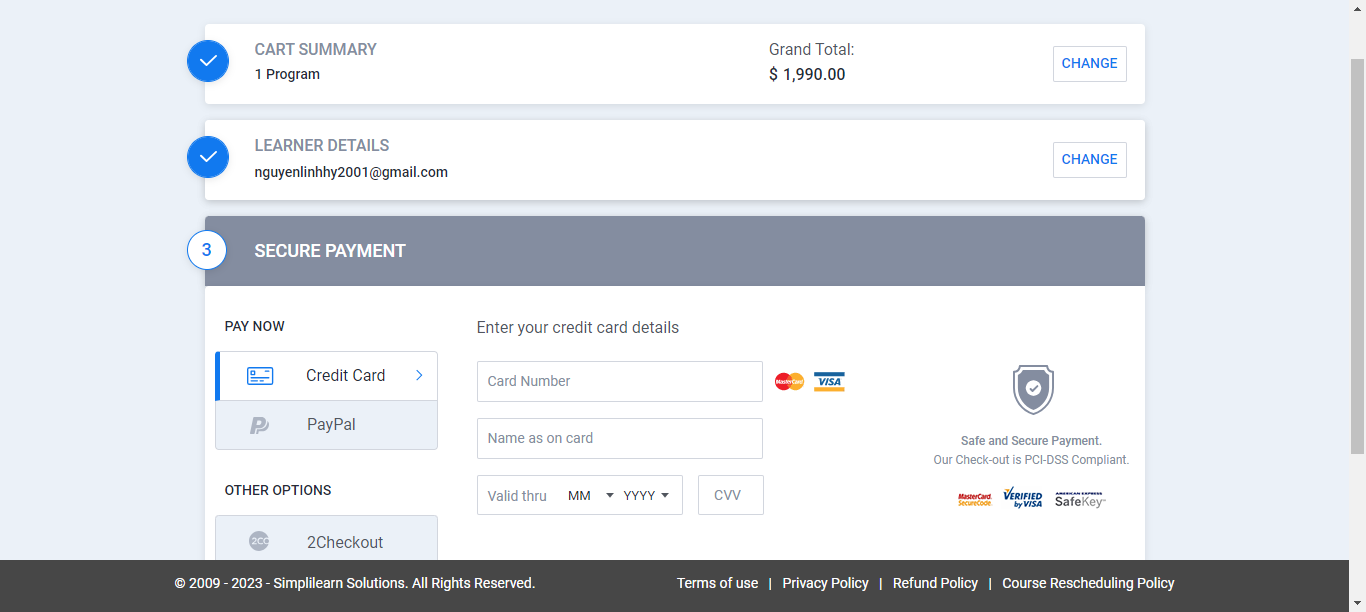 CART SUMMARY
1 Program
Grand Total:
$ 1,990.00
CHANGE
LEARNER DETAILS
nguyenlinhhy2001@gmail.com
CHANGE
3 SECURE PAYMENT
PAY NOW
Credit Card
PayPal
OTHER OPTIONS
2CO 2Checkout
Enter your credit card details
Card Number
MasterCard VISA
Name as on card
Valid thru MM YYYY CVV
Safe and Secure Payment.
Our Check-out is PCI-DSS Compliant.
MasterCard. SecureCode.
VERIFIED by VISA
AMERICAN EXPRESS
SafeKey
© 2009 - 2023 - Simplilearn Solutions. All Rights Reserved.
Terms of use | Privacy Policy | Refund Policy | Course Rescheduling Policy